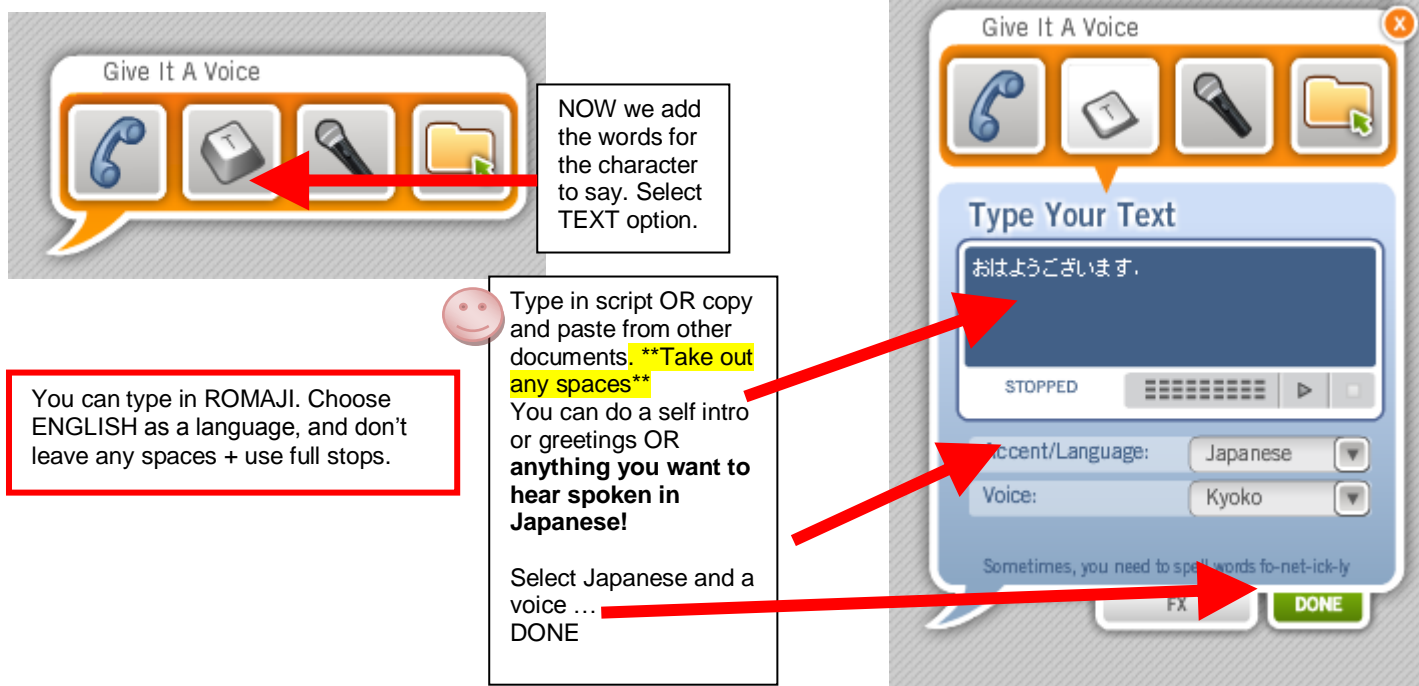 Give It A Voice
NOW we add
the words for
the character
to say. Select
TEXT option.
You can type in ROMAJI. Choose
ENGLISH as a language, and don't
leave any spaces + use full stops.
Type in script OR copy
and paste from other
documents. **Take out
any spaces**
You can do a self intro
or greetings OR
anything you want to
hear spoken in
Japanese!
Select Japanese and a
voice …
DONE
Give It A Voice
X
Type Your Text
おはようございます.
STOPPED
Accent/Language: Japanese
Voice: Kyoko
Sometimes, you need to spell words fo-net-ick-ly
FX DONE